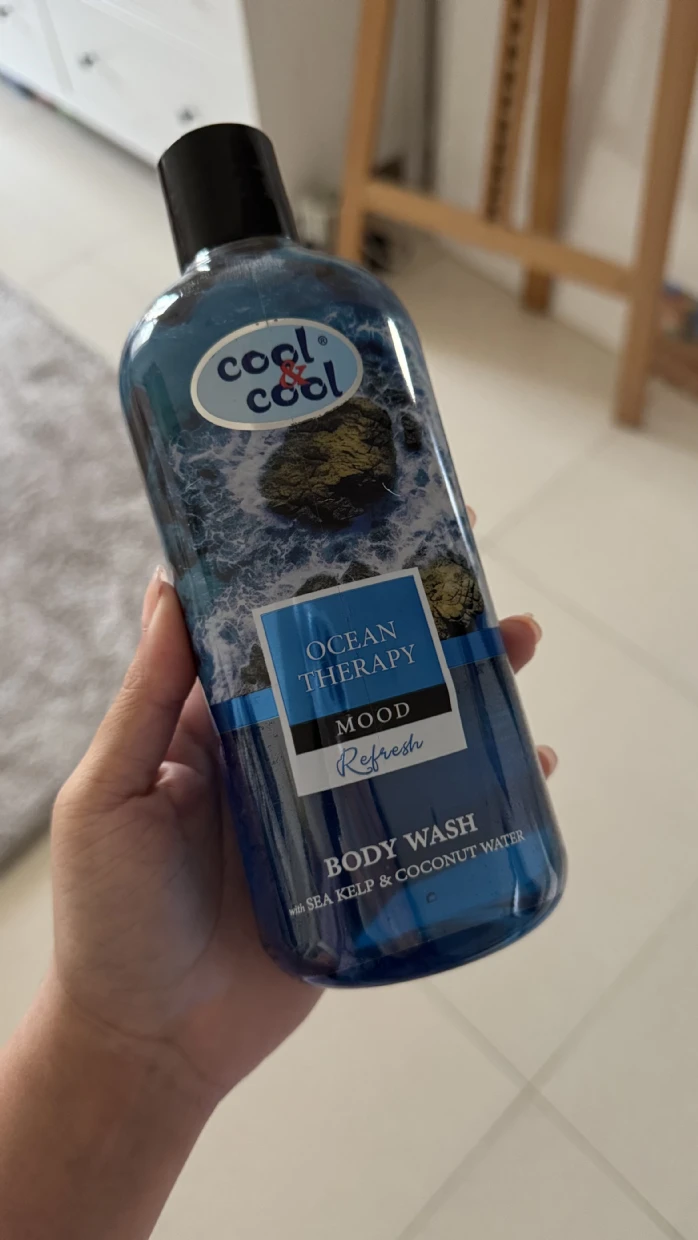 cool®
&
cool
OCEAN
THERAPY
MOOD
Refresh
BODY WASH
with SEA KELP & COCONUT WATER